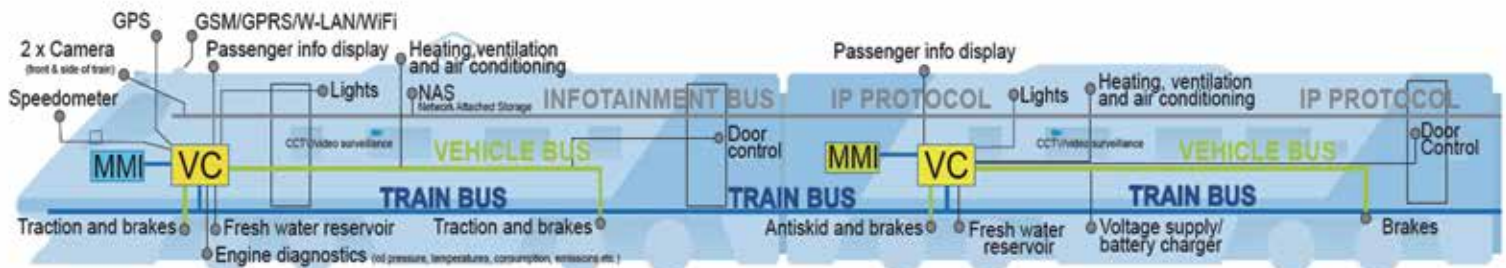 GPS
GSM/GPRS/W-LAN/WiFi
2 x Camera
(front & side of train)
Passenger info display
Heating,ventilation
and air conditioning
Passenger info display
Speedometer
Lights
NAS
Network Attached Storage
INFOTAINMENT BUS
IP PROTOCOL
Lights
Heating, ventilation
and air conditioning
IP PROTOCOL
CCTV/video surveillance
Door
control
CCTV/video surveillance
Door
Control
MMI
VC
VEHICLE BUS
MMI
VC
VEHICLE BUS
TRAIN BUS
TRAIN BUS
TRAIN BUS
Traction and brakes
Fresh water reservoir
Traction and brakes
Antiskid and brakes
Fresh water
reservoir
Voltage supply/
battery charger
Brakes
Engine diagnostics (oil pressure, temperatures, consumption, emissions etc.)